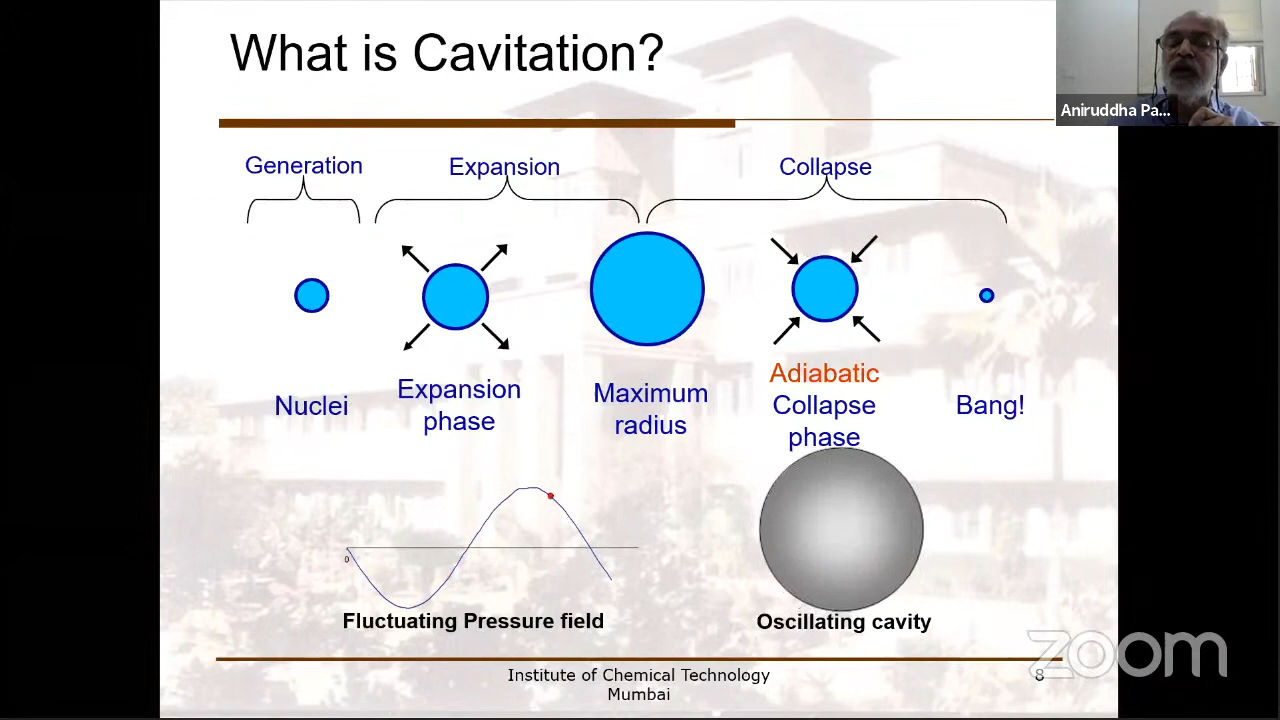 What is Cavitation?
Aniruddha Pa...
Generation
Expansion
Collapse
Nuclei
Expansion
phase
Maximum
radius
Adiabatic
Collapse
phase
Bang!
0
Fluctuating Pressure field
Oscillating cavity
zoom
Institute of Chemical Technology
Mumbai
8